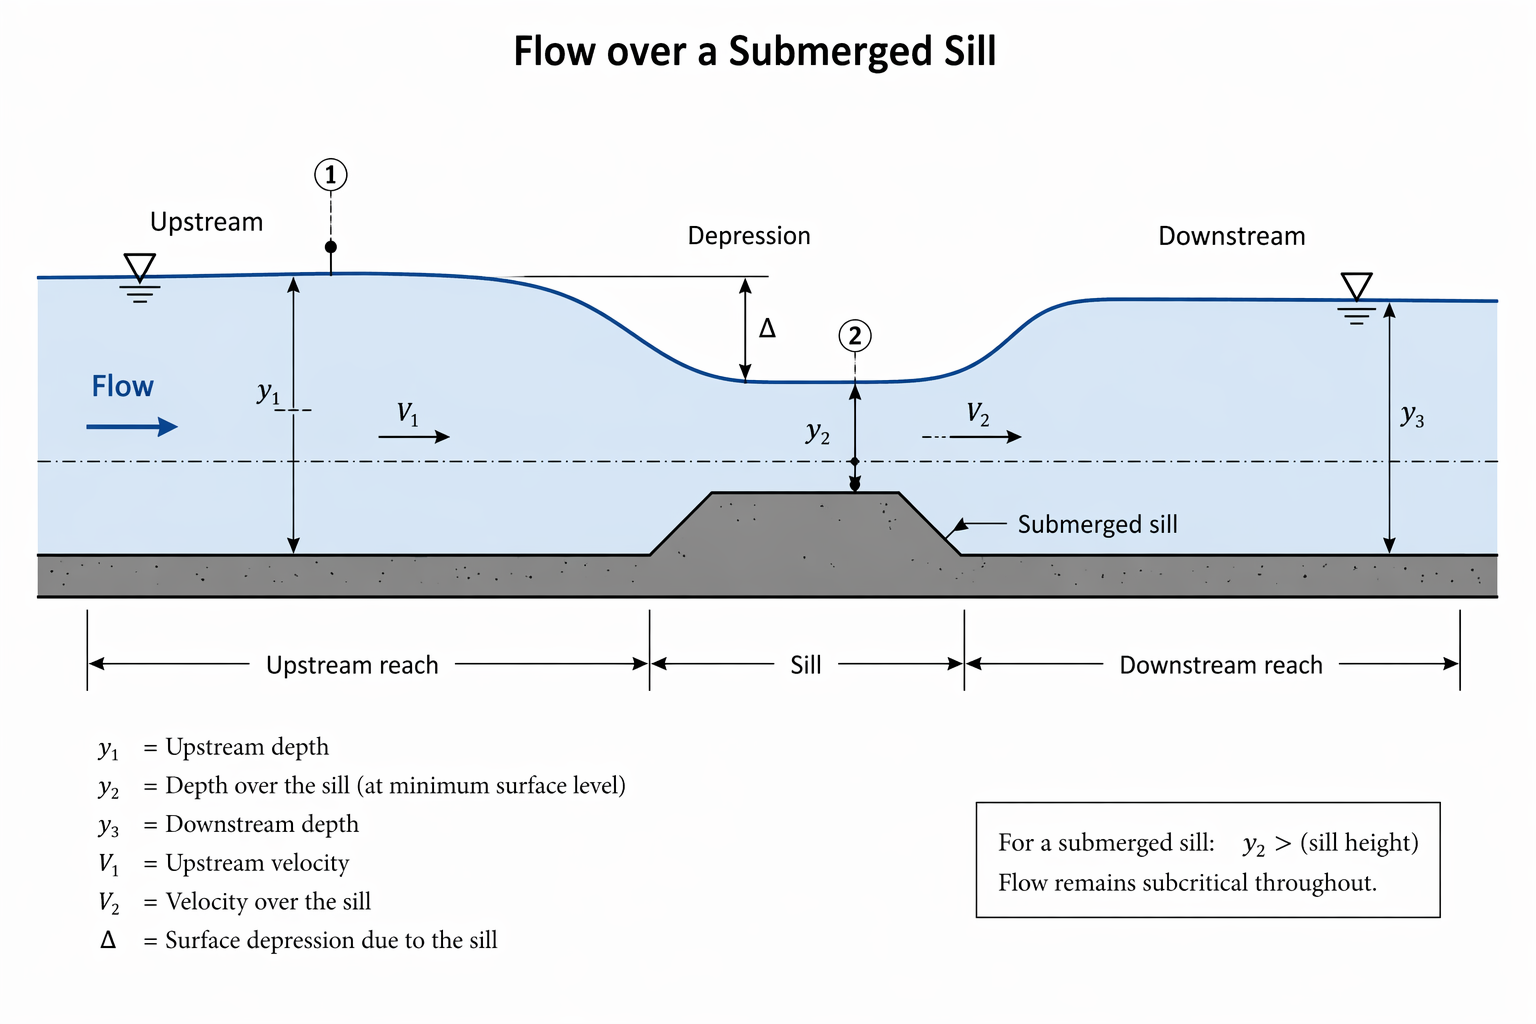 Flow over a Submerged Sill
1
Upstream
Depression
Downstream
Δ
2
Flow
y₁
V₁
y₂
V₂
y₃
Submerged sill
Upstream reach
Sill
Downstream reach
y₁ = Upstream depth
y₂ = Depth over the sill (at minimum surface level)
y₃ = Downstream depth
V₁ = Upstream velocity
V₂ = Velocity over the sill
Δ = Surface depression due to the sill
For a submerged sill: y₂ > (sill height)
Flow remains subcritical throughout.